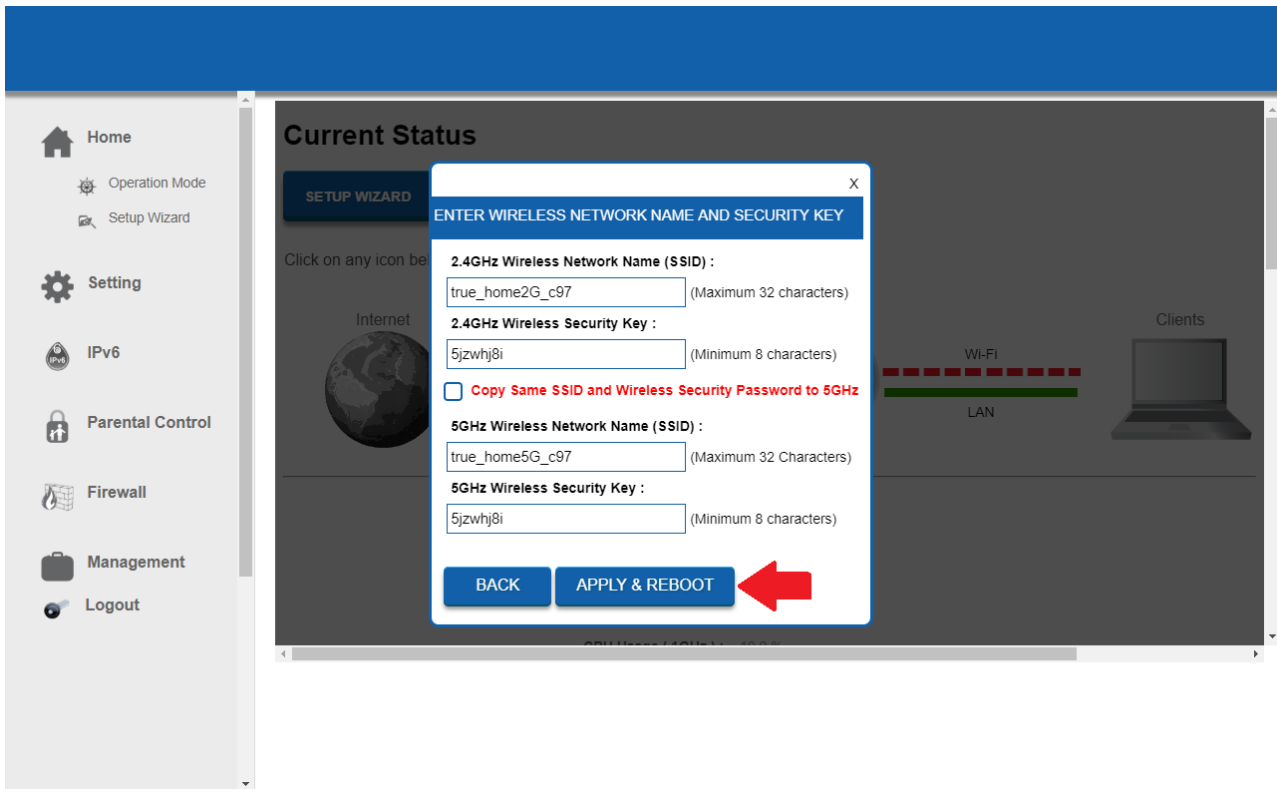 Home
Operation Mode
Setup Wizard
Setting
IPv6
IPv6
Parental Control
Firewall
Management
Logout
Current Status
SETUP WIZARD
Click on any icon be
Internet
Clients
Wi-Fi
LAN
X
ENTER WIRELESS NETWORK NAME AND SECURITY KEY
2.4GHz Wireless Network Name (SSID) :
true_home2G_c97 (Maximum 32 characters)
2.4GHz Wireless Security Key :
5jzwhj8i (Minimum 8 characters)
Copy Same SSID and Wireless Security Password to 5GHz
5GHz Wireless Network Name (SSID) :
true_home5G_c97 (Maximum 32 Characters)
5GHz Wireless Security Key :
5jzwhj8i (Minimum 8 characters)
BACK APPLY & REBOOT